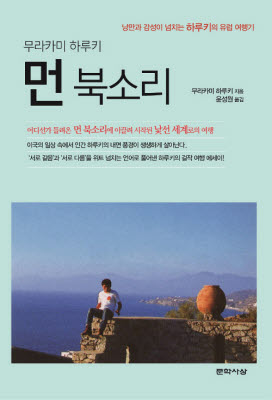 낭만과 감성이 넘치는 하루키의 유럽 여행기
무라카미 하루키
먼 북소리
무라카미 하루키 지음
윤성원 옮김
어디선가 들려온 먼 북소리에 이끌려 시작된 낯선 세계로의 여행
이국의 일상 속에서 인간 하루키의 내면 풍경이 생생하게 살아난다.
'서로 같음'과 '서로 다름'을 위트 넘치는 언어로 풀어낸 하루키의 걸작 여행 에세이!
문학사상